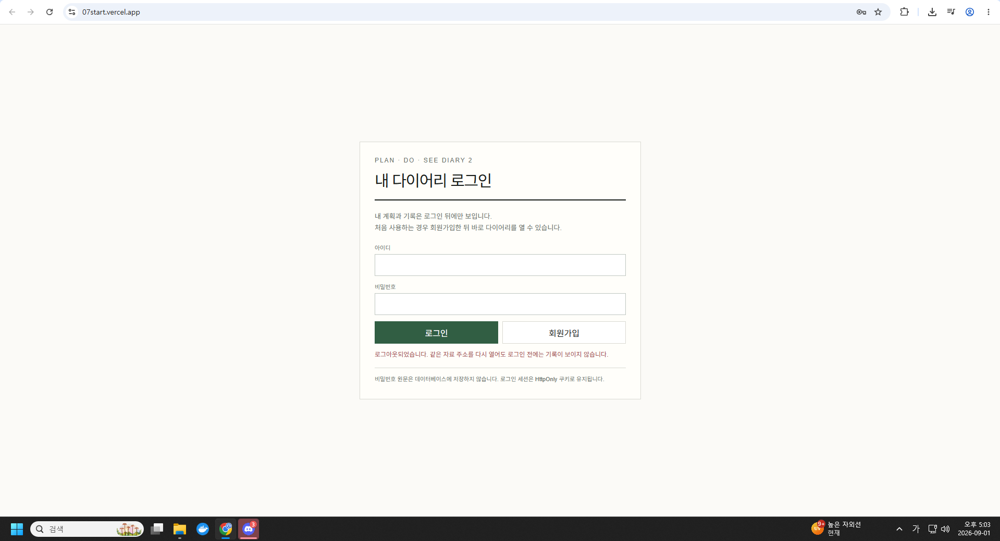 07start.vercel.app
PLAN · DO · SEE DIARY 2
내 다이어리 로그인
내 계획과 기록은 로그인 뒤에만 보입니다.
처음 사용하는 경우 회원가입한 뒤 바로 다이어리를 열 수 있습니다.
아이디
비밀번호
로그인
회원가입
로그아웃되었습니다. 같은 자료 주소를 다시 열어도 로그인 전에는 기록이 보이지 않습니다.
비밀번호 원문은 데이터베이스에 저장하지 않습니다. 로그인 세션은 HttpOnly 쿠키로 유지됩니다.
검색
3
9+
UV
높은 자외선
현재
가
오후 5:03
2026-09-01